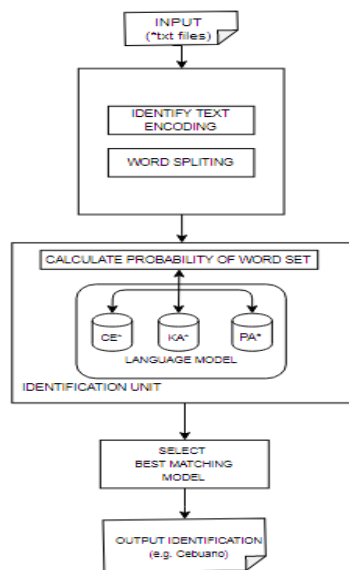 INPUT
(*txt files)
IDENTIFY TEXT
ENCODING
WORD SPLITING
CALCULATE PROBABILITY OF WORD SET
CE* KA* PA*
LANGUAGE MODEL
IDENTIFICATION UNIT
SELECT
BEST MATCHING
MODEL
OUTPUT IDENTIFICATION
(e.g. Cebuano)